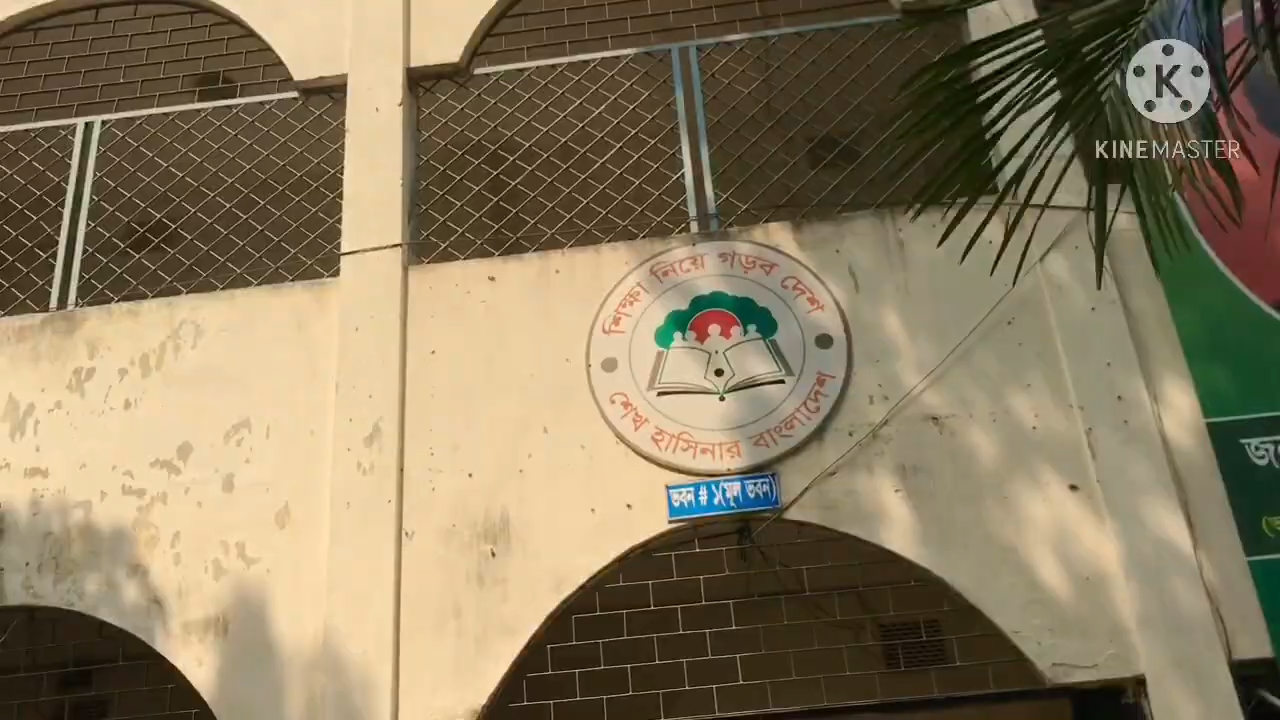 KINEMASTER
শিক্ষা নিয়ে গড়ব দেশ
শেখ হাসিনার বাংলাদেশ
ভবন # ১(মূল ভবন)